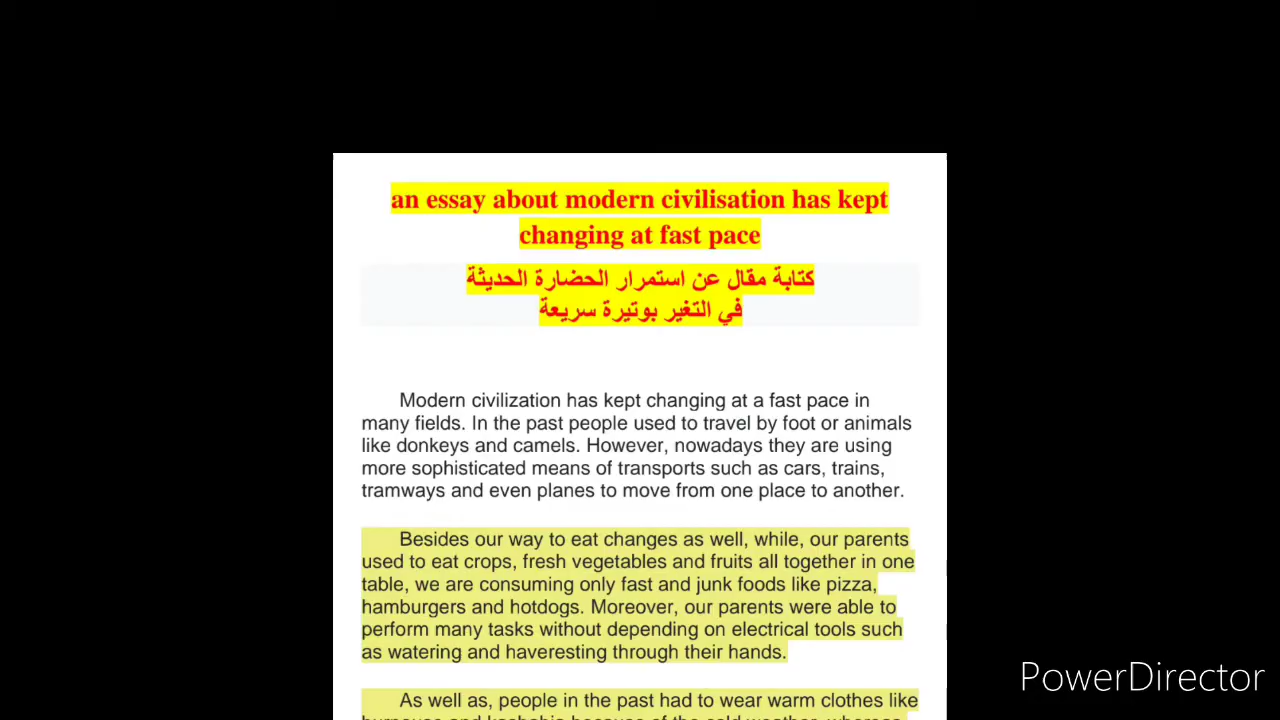 an essay about modern civilisation has kept
changing at fast pace
كتابة مقال عن استمرار الحضارة الحديثة
في التغير بوتيرة سريعة
Modern civilization has kept changing at a fast pace in
many fields. In the past people used to travel by foot or animals
like donkeys and camels. However, nowadays they are using
more sophisticated means of transports such as cars, trains,
tramways and even planes to move from one place to another.
Besides our way to eat changes as well, while, our parents
used to eat crops, fresh vegetables and fruits all together in one
table, we are consuming only fast and junk foods like pizza,
hamburgers and hotdogs. Moreover, our parents were able to
perform many tasks without depending on electrical tools such
as watering and haveresting through their hands.
As well as, people in the past had to wear warm clothes like
because of the cold weather, whereas
PowerDirector